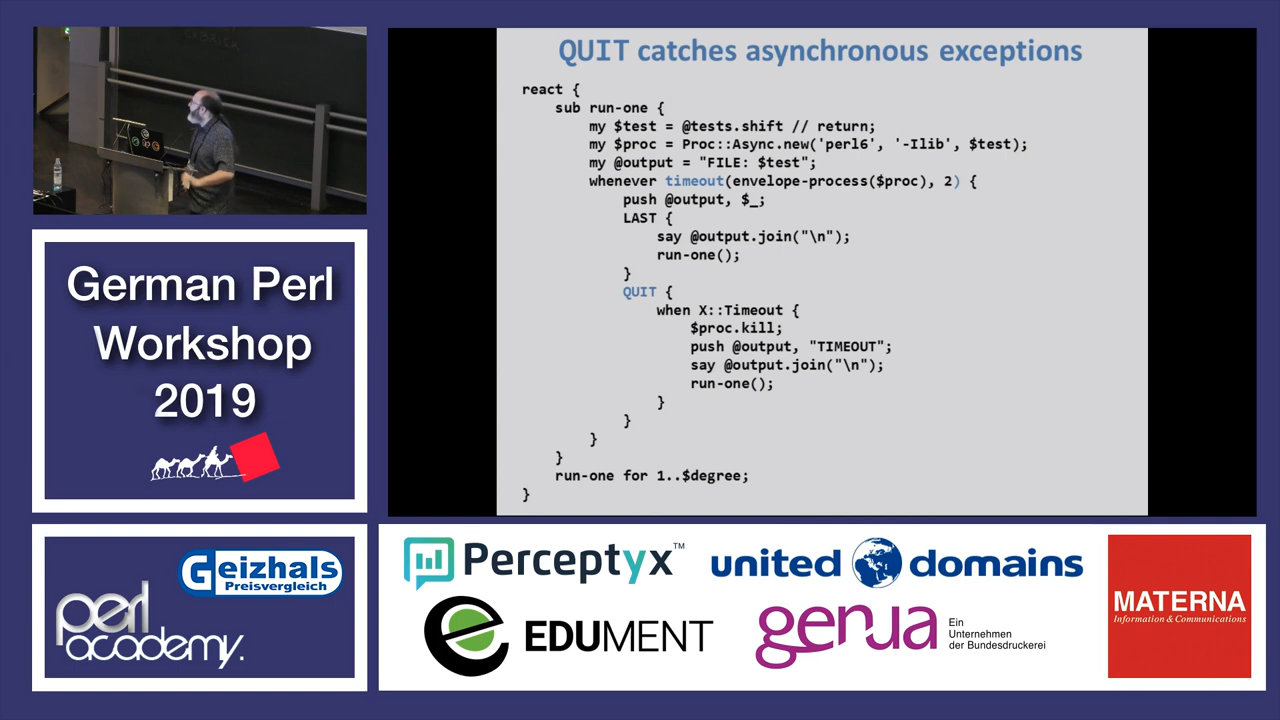 QUIT catches asynchronous exceptions
react {
    sub run-one {
        my $test = @tests.shift // return;
        my $proc = Proc::Async.new('perl6', '-Ilib', $test);
        my @output = "FILE: $test";
        whenever timeout(envelope-process($proc), 2) {
            push @output, $_;
            LAST {
                say @output.join("\n");
                run-one();
            }
            QUIT {
                when X::Timeout {
                    $proc.kill;
                    push @output, "TIMEOUT";
                    say @output.join("\n");
                    run-one();
                }
            }
        }
    }
    run-one for 1..$degree;
}
German Perl
Workshop
2019
Geizhals
Preisvergleich
perl
academy.
Perceptyx™
united domains
EDUMENT
genua
Ein
Unternehmen
der Bundesdruckerei
MATERNA
Information & Communications